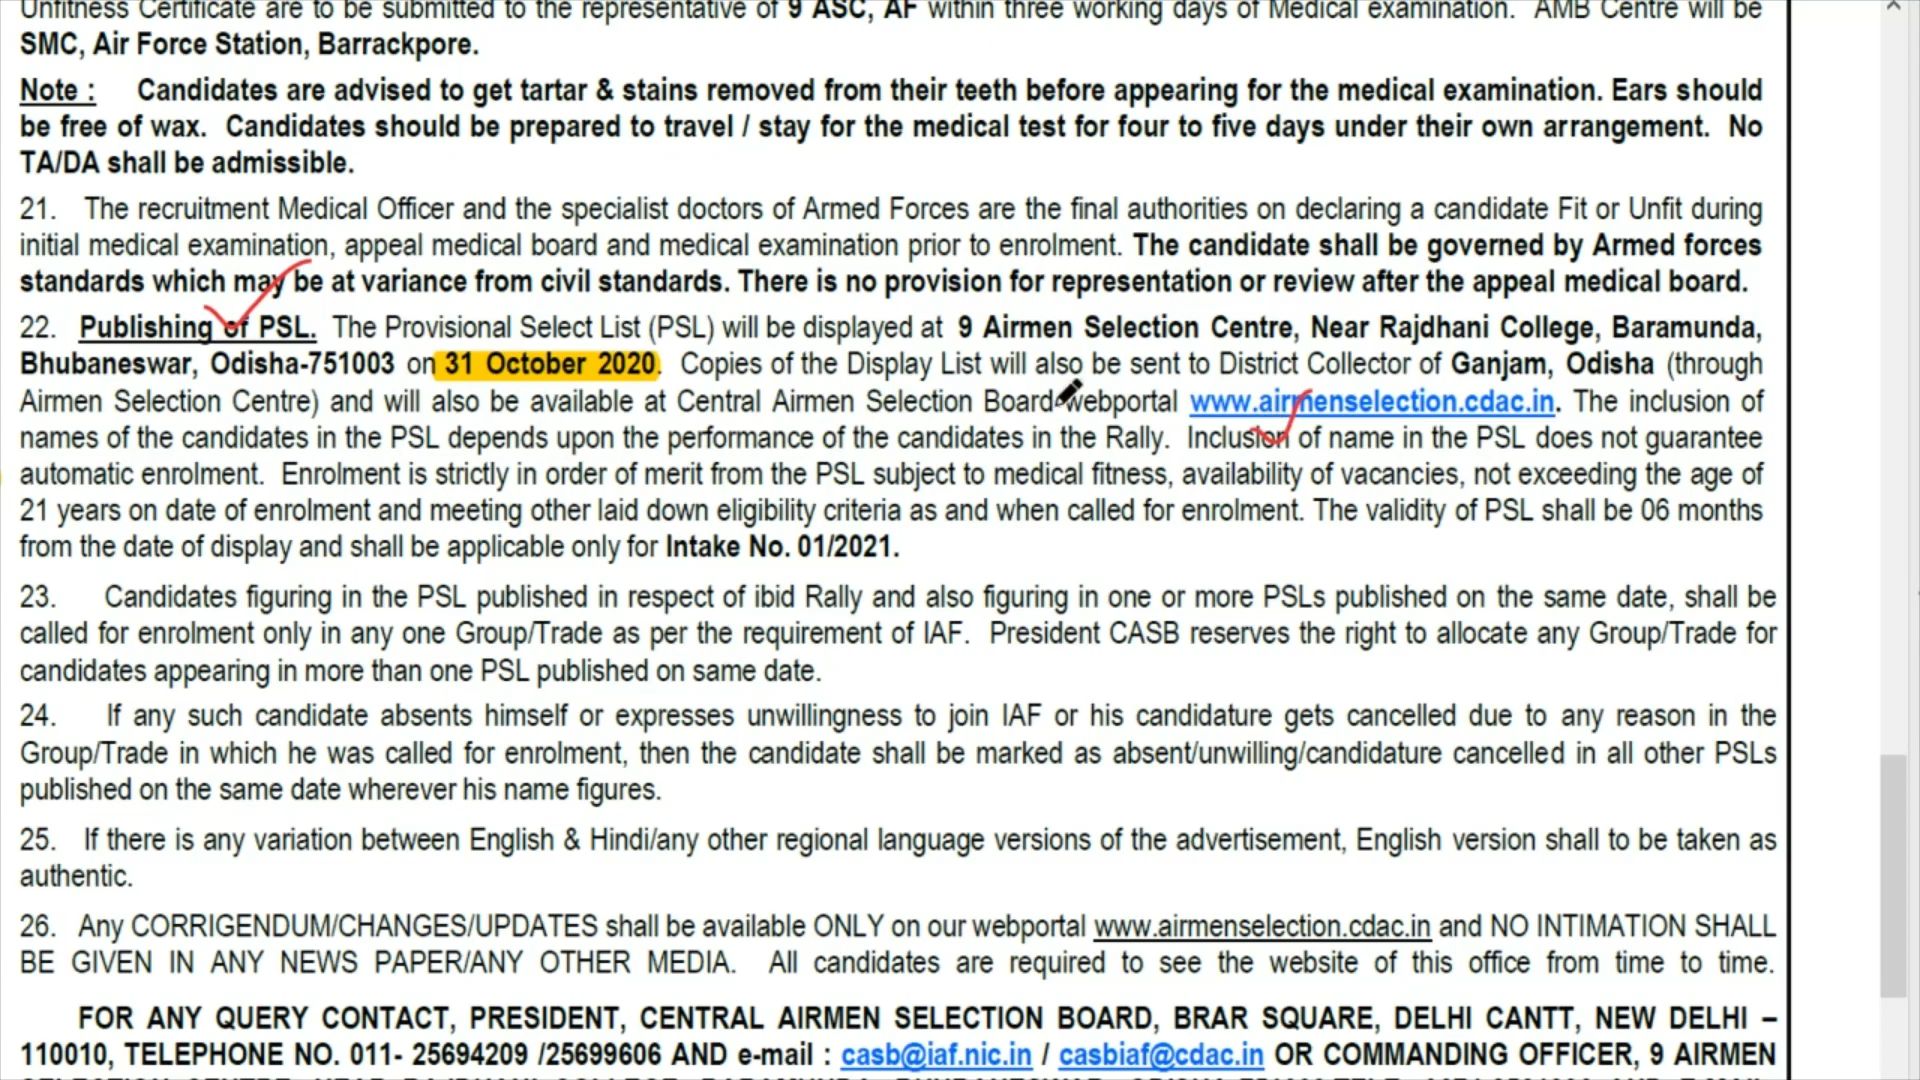 Unfitness Certificate are to be submitted to the representative of 9 ASC, AF within three working days of Medical examination. AMB Centre will be
SMC, Air Force Station, Barrackpore.
Note : Candidates are advised to get tartar & stains removed from their teeth before appearing for the medical examination. Ears should
be free of wax. Candidates should be prepared to travel / stay for the medical test for four to five days under their own arrangement. No
TA/DA shall be admissible.
21. The recruitment Medical Officer and the specialist doctors of Armed Forces are the final authorities on declaring a candidate Fit or Unfit during
initial medical examination, appeal medical board and medical examination prior to enrolment. The candidate shall be governed by Armed forces
standards which may be at variance from civil standards. There is no provision for representation or review after the appeal medical board.
22. Publishing of PSL. The Provisional Select List (PSL) will be displayed at 9 Airmen Selection Centre, Near Rajdhani College, Baramunda,
Bhubaneswar, Odisha-751003 on 31 October 2020. Copies of the Display List will also be sent to District Collector of Ganjam, Odisha (through
Airmen Selection Centre) and will also be available at Central Airmen Selection Board webportal www.airmenselection.cdac.in. The inclusion of
names of the candidates in the PSL depends upon the performance of the candidates in the Rally. Inclusion of name in the PSL does not guarantee
automatic enrolment. Enrolment is strictly in order of merit from the PSL subject to medical fitness, availability of vacancies, not exceeding the age of
21 years on date of enrolment and meeting other laid down eligibility criteria as and when called for enrolment. The validity of PSL shall be 06 months
from the date of display and shall be applicable only for Intake No. 01/2021.
23. Candidates figuring in the PSL published in respect of ibid Rally and also figuring in one or more PSLs published on the same date, shall be
called for enrolment only in any one Group/Trade as per the requirement of IAF. President CASB reserves the right to allocate any Group/Trade for
candidates appearing in more than one PSL published on same date.
24. If any such candidate absents himself or expresses unwillingness to join IAF or his candidature gets cancelled due to any reason in the
Group/Trade in which he was called for enrolment, then the candidate shall be marked as absent/unwilling/candidature cancelled in all other PSLs
published on the same date wherever his name figures.
25. If there is any variation between English & Hindi/any other regional language versions of the advertisement, English version shall to be taken as
authentic.
26. Any CORRIGENDUM/CHANGES/UPDATES shall be available ONLY on our webportal www.airmenselection.cdac.in and NO INTIMATION SHALL
BE GIVEN IN ANY NEWS PAPER/ANY OTHER MEDIA. All candidates are required to see the website of this office from time to time.
FOR ANY QUERY CONTACT, PRESIDENT, CENTRAL AIRMEN SELECTION BOARD, BRAR SQUARE, DELHI CANTT, NEW DELHI –
110010, TELEPHONE NO. 011- 25694209 /25699606 AND e-mail : casb@iaf.nic.in / casbiaf@cdac.in OR COMMANDING OFFICER, 9 AIRMEN